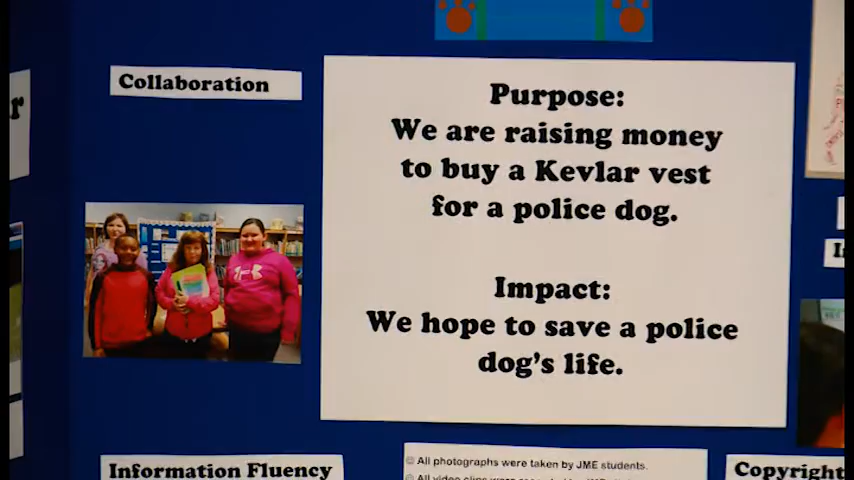 Collaboration
Purpose:
We are raising money
to buy a Kevlar vest
for a police dog.
Impact:
We hope to save a police
dog's life.
Information Fluency
© All photographs were taken by JME students.
Copyright